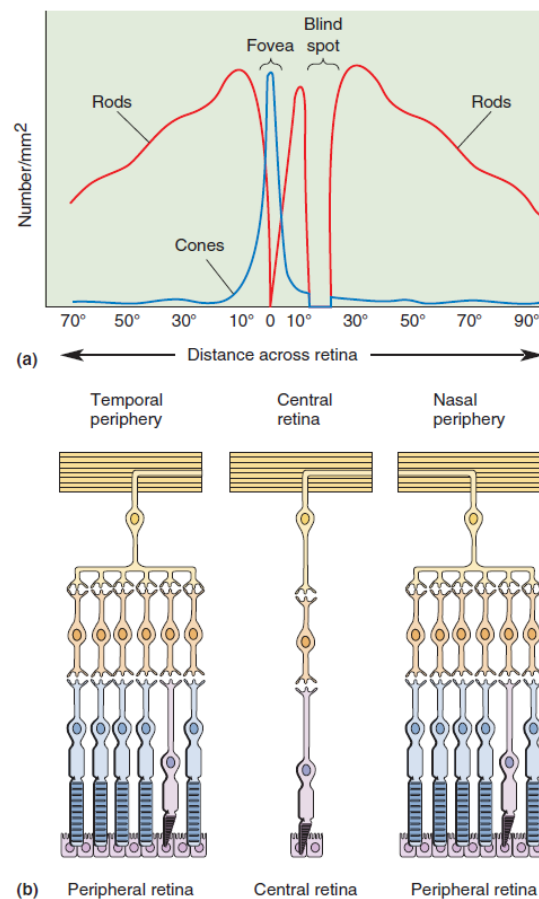 Blind
Fovea spot
Rods
Rods
Number/mm2
Cones
70° 50° 30° 10° 0 10° 30° 50° 70° 90°
(a) Distance across retina
Temporal
periphery
Central
retina
Nasal
periphery
(b) Peripheral retina Central retina Peripheral retina